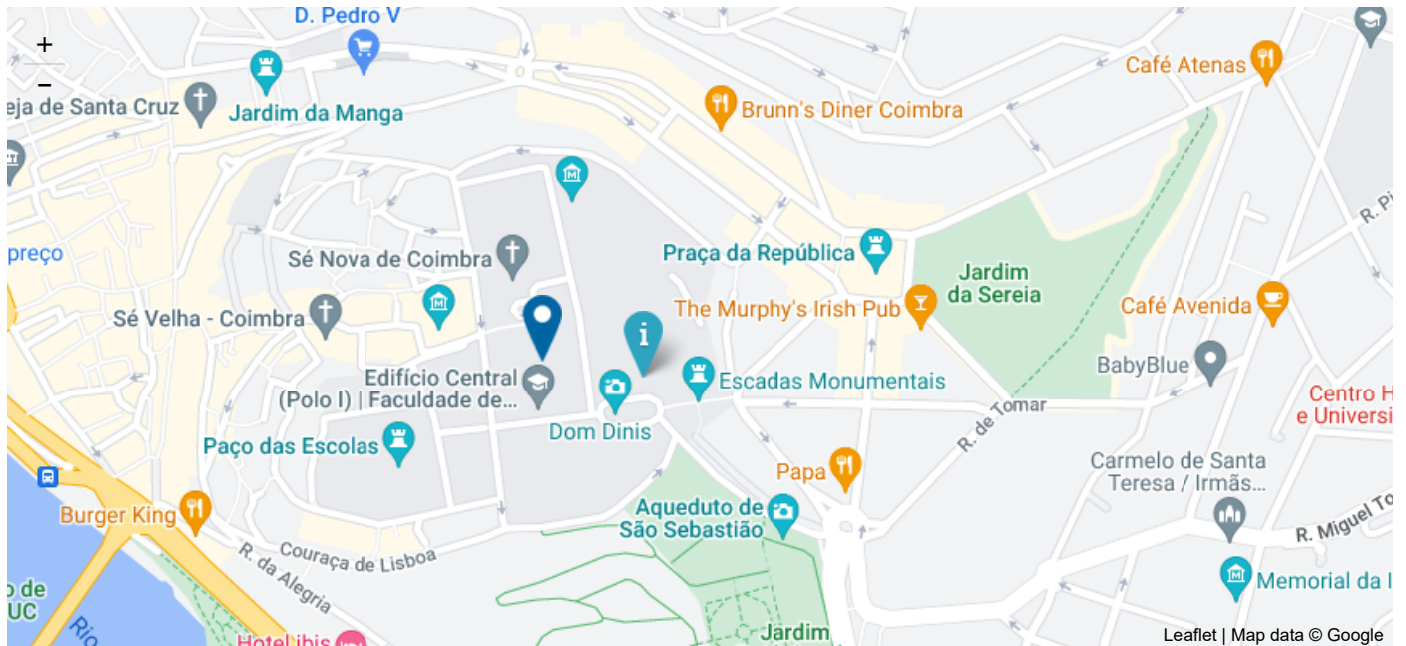 D. Pedro V
+
−
Café Atenas
eja de Santa Cruz
Jardim da Manga
Brunn's Diner Coimbra
R. Pi
preço
Sé Nova de Coimbra
Praça da República
Jardim
da Sereia
The Murphy's Irish Pub
Café Avenida
Sé Velha - Coimbra
i
BabyBlue
Edifício Central
(Polo I) | Faculdade de...
Escadas Monumentais
Centro H
e Universi
R. de Tomar
Dom Dinis
Paço das Escolas
Papa
Carmelo de Santa
Teresa / Irmãs...
Burger King
Aqueduto de
São Sebastião
R. Miguel To
Couraça de Lisboa
R. da Alegria
Memorial da I
o de
UC
Rio
Hotel ibis
Jardim
Leaflet | Map data © Google